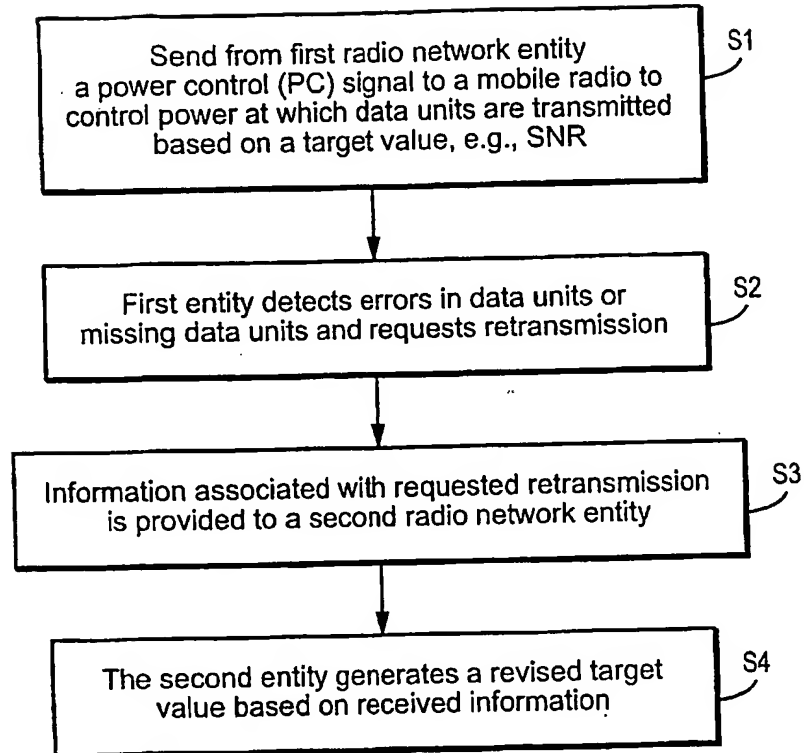 Send from first radio network entity
a power control (PC) signal to a mobile radio to
control power at which data units are transmitted
based on a target value, e.g., SNR
S1
First entity detects errors in data units or
missing data units and requests retransmission
S2
Information associated with requested retransmission
is provided to a second radio network entity
S3
The second entity generates a revised target
value based on received information
S4